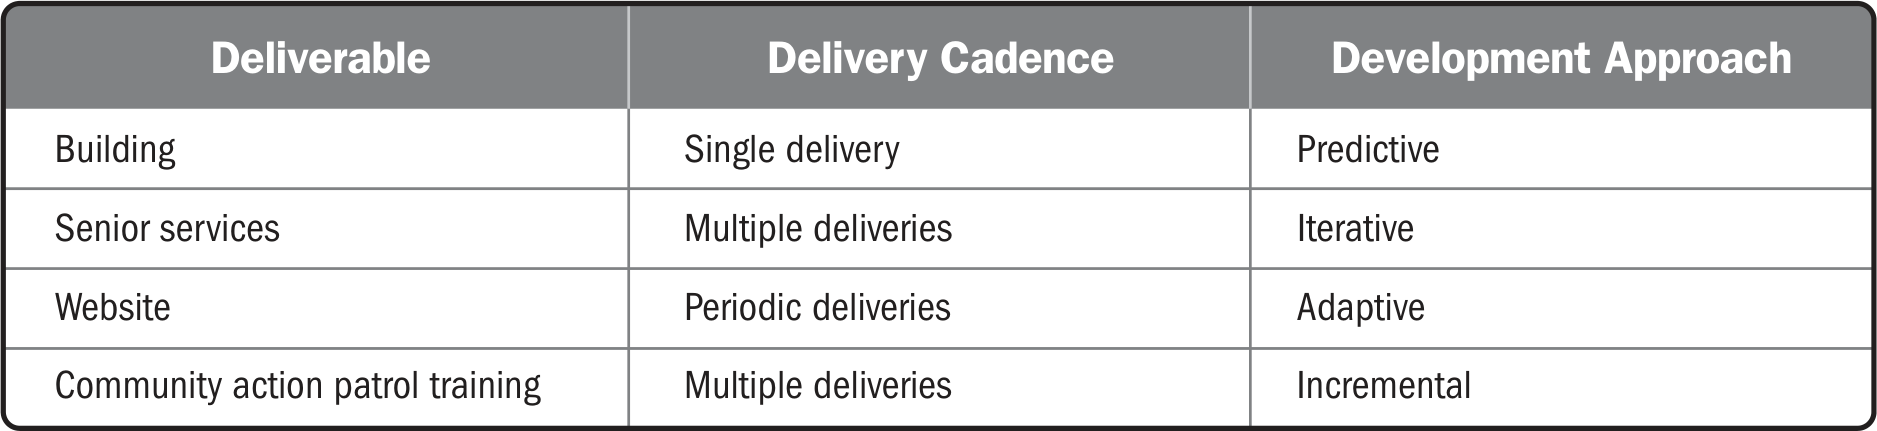 Deliverable Delivery Cadence Development Approach
Building Single delivery Predictive
Senior services Multiple deliveries Iterative
Website Periodic deliveries Adaptive
Community action patrol training Multiple deliveries Incremental